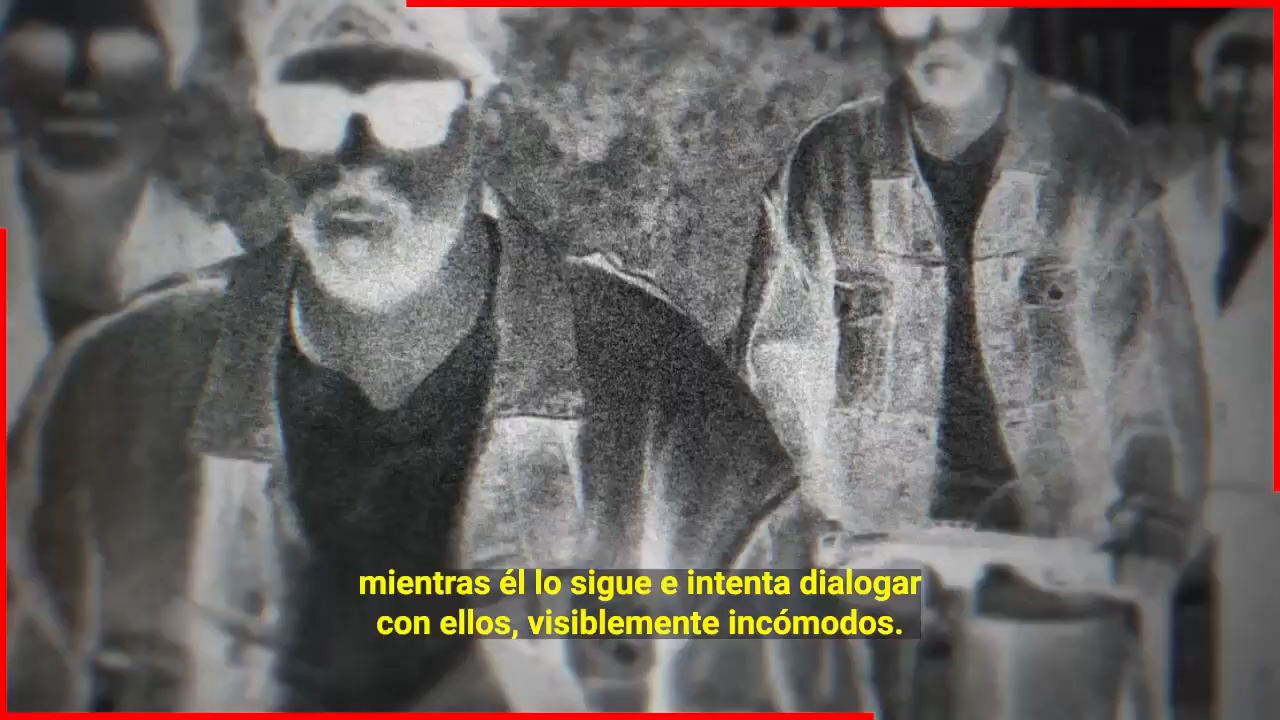 mientras él lo sigue e intenta dialogar
con ellos, visiblemente incómodos.